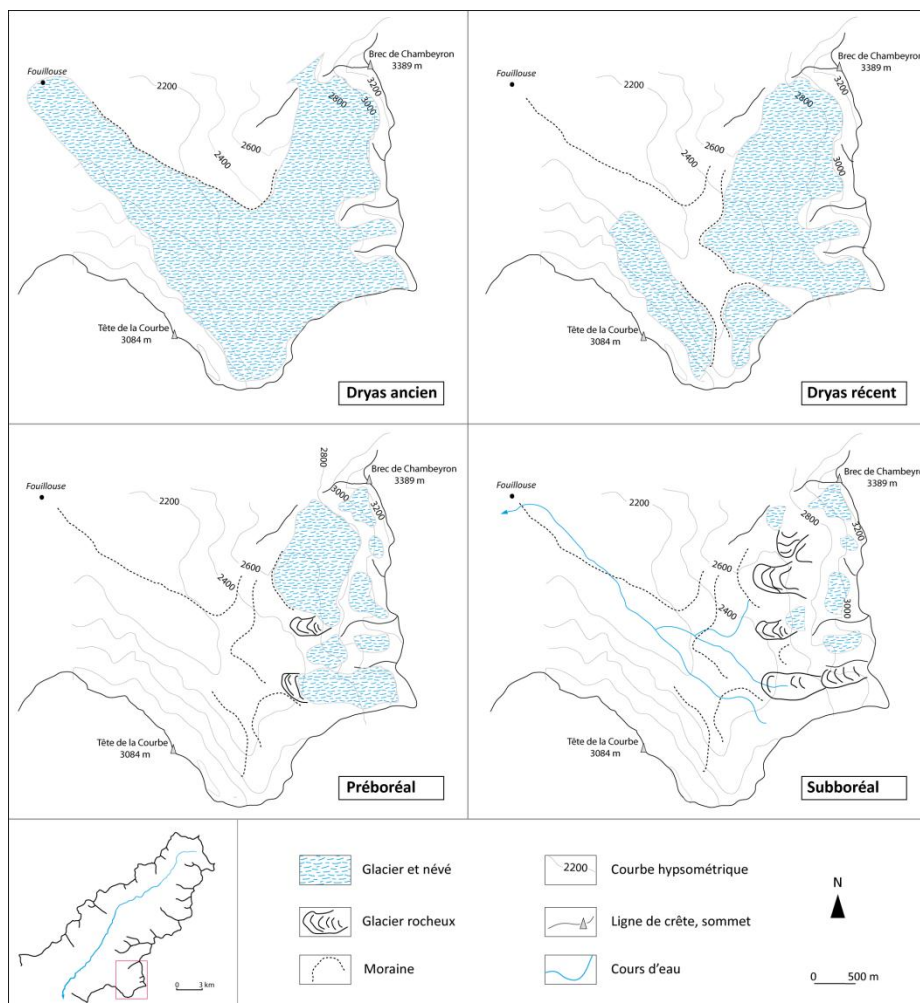 Fouillouse
2200
2400
2600
2800
3000
3200
Brec de Chambeyron
3389 m
Tête de la Courbe
3084 m
Dryas ancien
Fouillouse
2200
2400
2600
2800
3000
3200
Brec de Chambeyron
3389 m
Tête de la Courbe
3084 m
Dryas récent
Fouillouse
2200
2400
2600
2800
3000
3200
Brec de Chambeyron
3389 m
Tête de la Courbe
3084 m
Préboréal
Fouillouse
2200
2400
2600
2800
3000
3200
Brec de Chambeyron
3389 m
Tête de la Courbe
3084 m
Subboréal
0 3 km
Glacier et névé
Glacier rocheux
Moraine
2200 Courbe hypsométrique
Ligne de crête, sommet
Cours d'eau
N
0 500 m